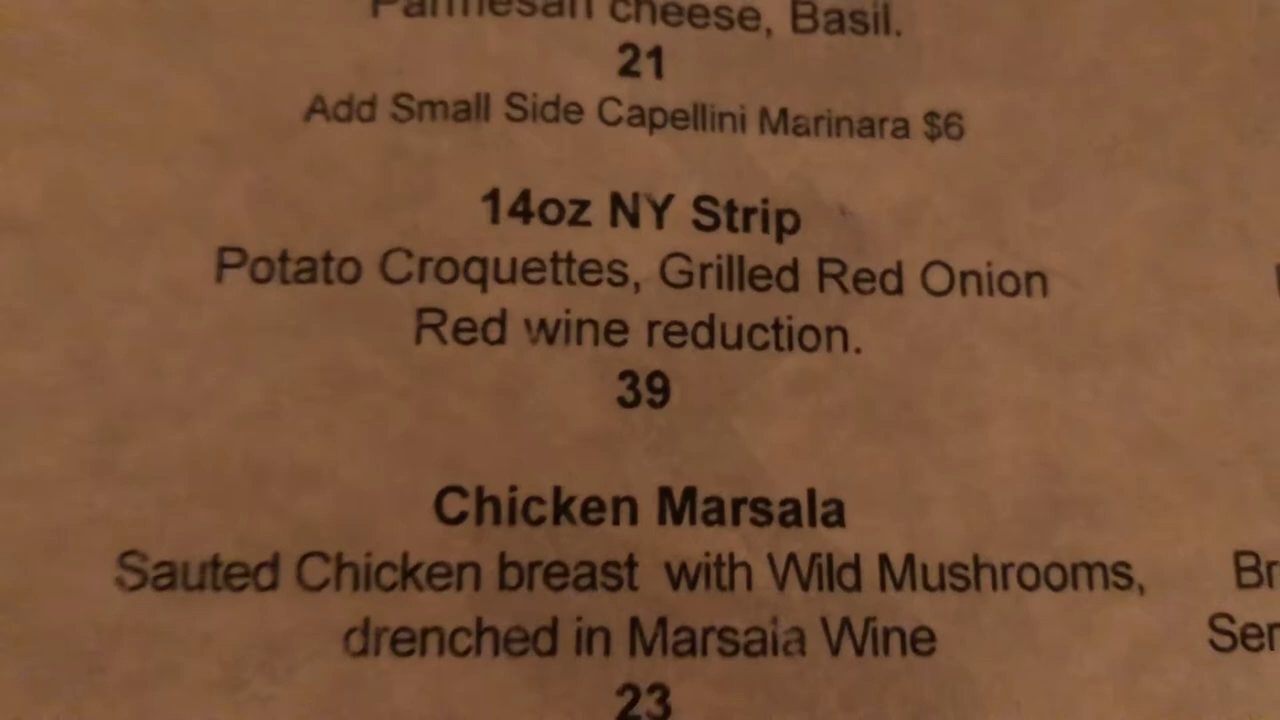 Parmesan cheese, Basil.
21
Add Small Side Capellini Marinara $6
14oz NY Strip
Potato Croquettes, Grilled Red Onion
Red wine reduction.
39
Chicken Marsala
Sauted Chicken breast with Wild Mushrooms,
drenched in Marsaia Wine
23